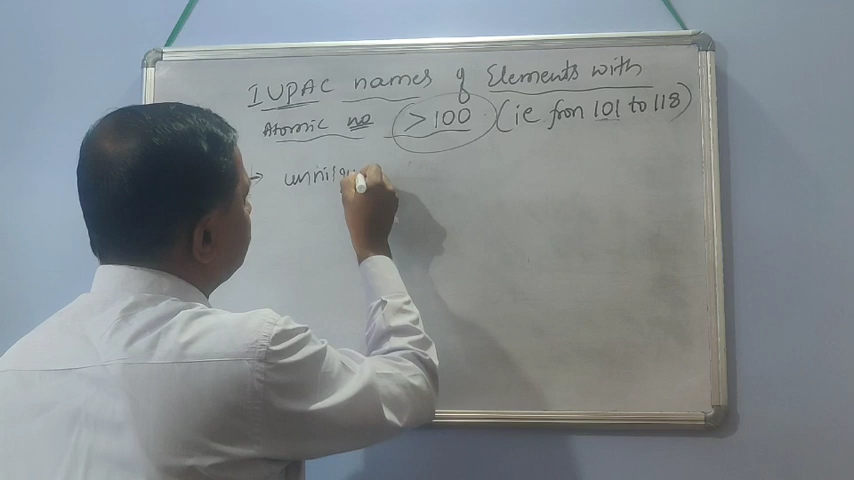 IUPAC names of Elements with
Atomic no > 100 (ie from 101 to 118)
→